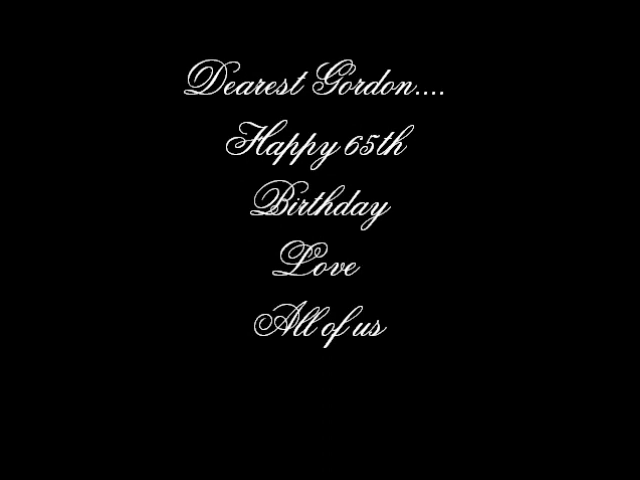 Dearest Gordon....
Happy 65th
Birthday
Love
All of us